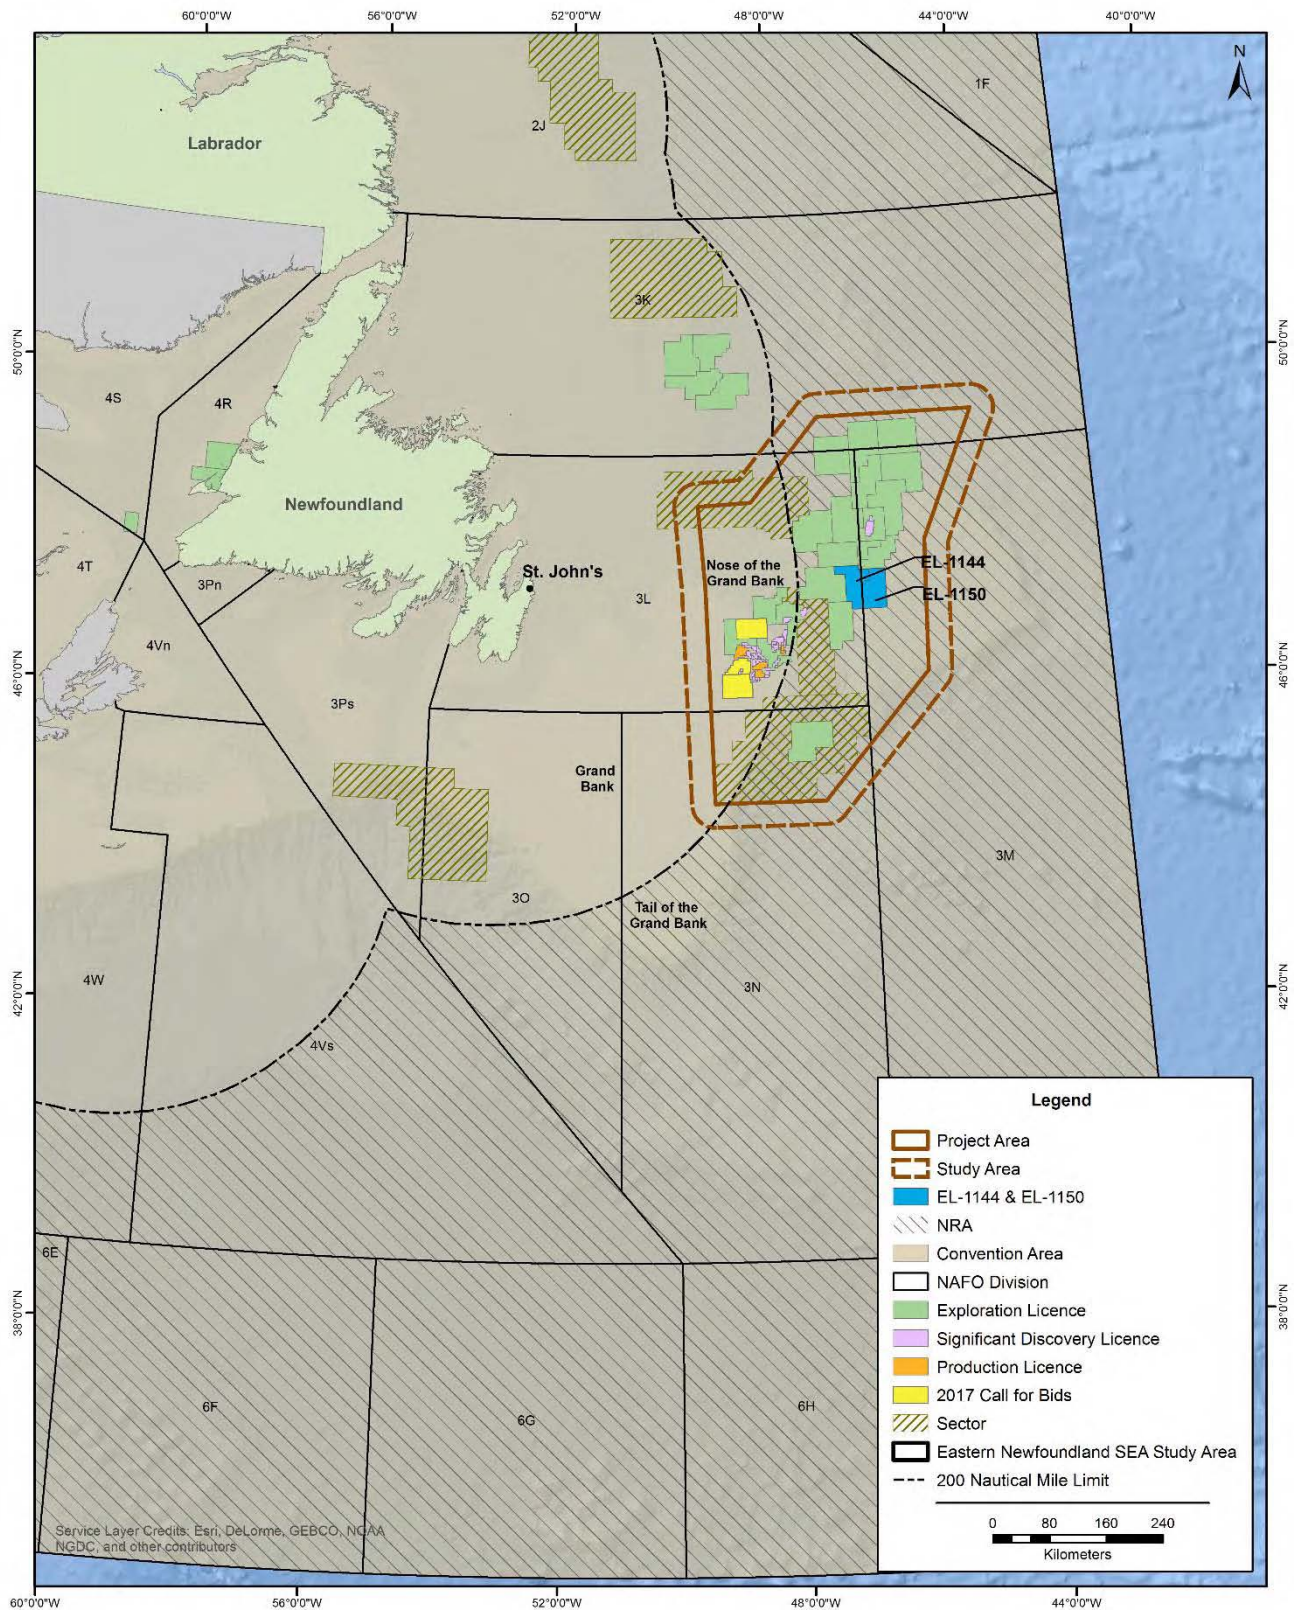 60°0'0"W 56°0'0"W 52°0'0"W 48°0'0"W 44°0'0"W 40°0'0"W
N
1F
2J
Labrador
3K
50°0'0"N
50°0'0"N
4S
4R
Newfoundland
Nose of the
Grand Bank
EL-1144
EL-1150
4T
3Pn
St. John's
3L
4Vn
46°0'0"N
46°0'0"N
3Ps
Grand
Bank
3M
3O
Tail of the
Grand Bank
4W
3N
42°0'0"N
42°0'0"N
4Vs
6E
38°0'0"N
38°0'0"N
6F
6G
6H
Legend
Project Area
Study Area
EL-1144 & EL-1150
NRA
Convention Area
NAFO Division
Exploration Licence
Significant Discovery Licence
Production Licence
2017 Call for Bids
Sector
Eastern Newfoundland SEA Study Area
200 Nautical Mile Limit
0 80 160 240
Kilometers
Service Layer Credits: Esri, DeLorme, GEBCO, NOAA
NGDC, and other contributors
60°0'0"W 56°0'0"W 52°0'0"W 48°0'0"W 44°0'0"W